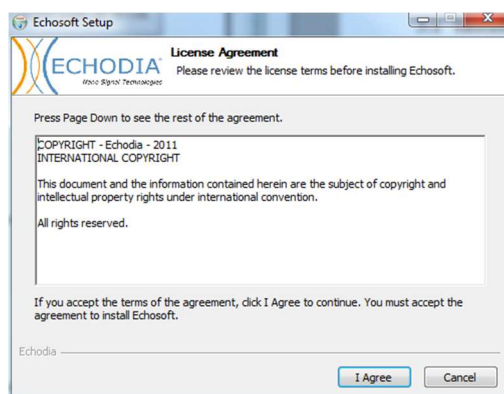 Echosoft Setup
License Agreement
Please review the license terms before installing Echosoft.
ECHODIA
Nano Signal Technologies
Press Page Down to see the rest of the agreement.
COPYRIGHT - Echodia - 2011
INTERNATIONAL COPYRIGHT
This document and the information contained herein are the subject of copyright and
intellectual property rights under international convention.
All rights reserved.
If you accept the terms of the agreement, click I Agree to continue. You must accept the
agreement to install Echosoft.
Echodia
I Agree
Cancel